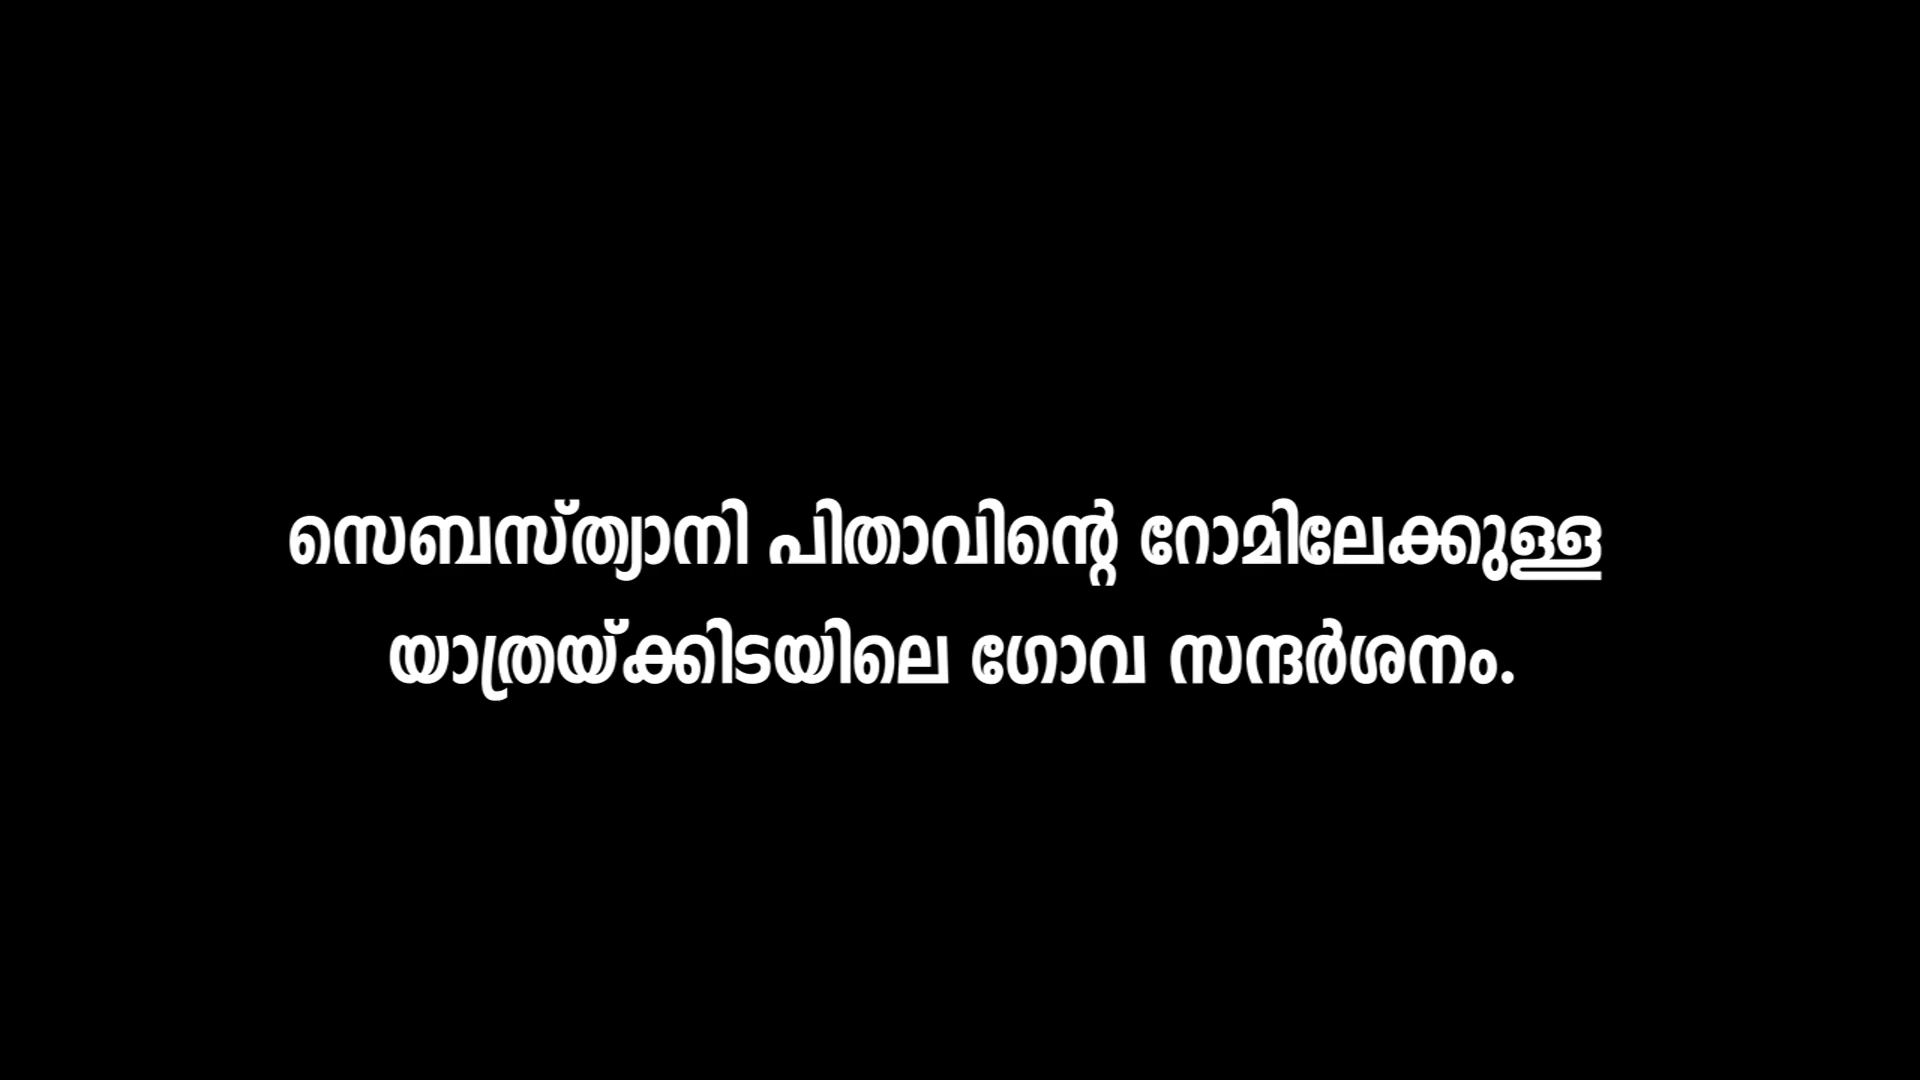 സെബസ്ത്യാനി പിതാവിന്റെ റോമിലേക്കുള്ള
യാത്രയ്ക്കിടയിലെ ഗോവ സന്ദർശനം.